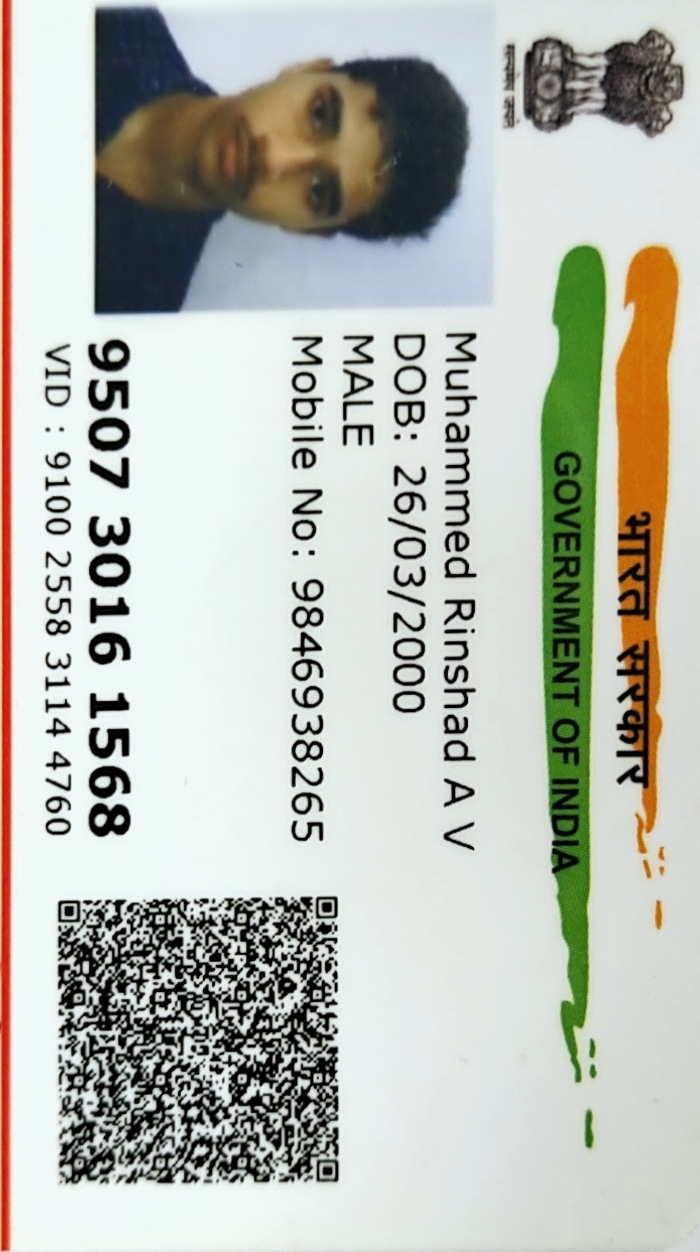 सत्यमेव जयते
भारत सरकार
GOVERNMENT OF INDIA
Muhammed Rinshad A V
DOB: 26/03/2000
MALE
Mobile No: 9846938265
9507 3016 1568
VID : 9100 2558 3114 4760